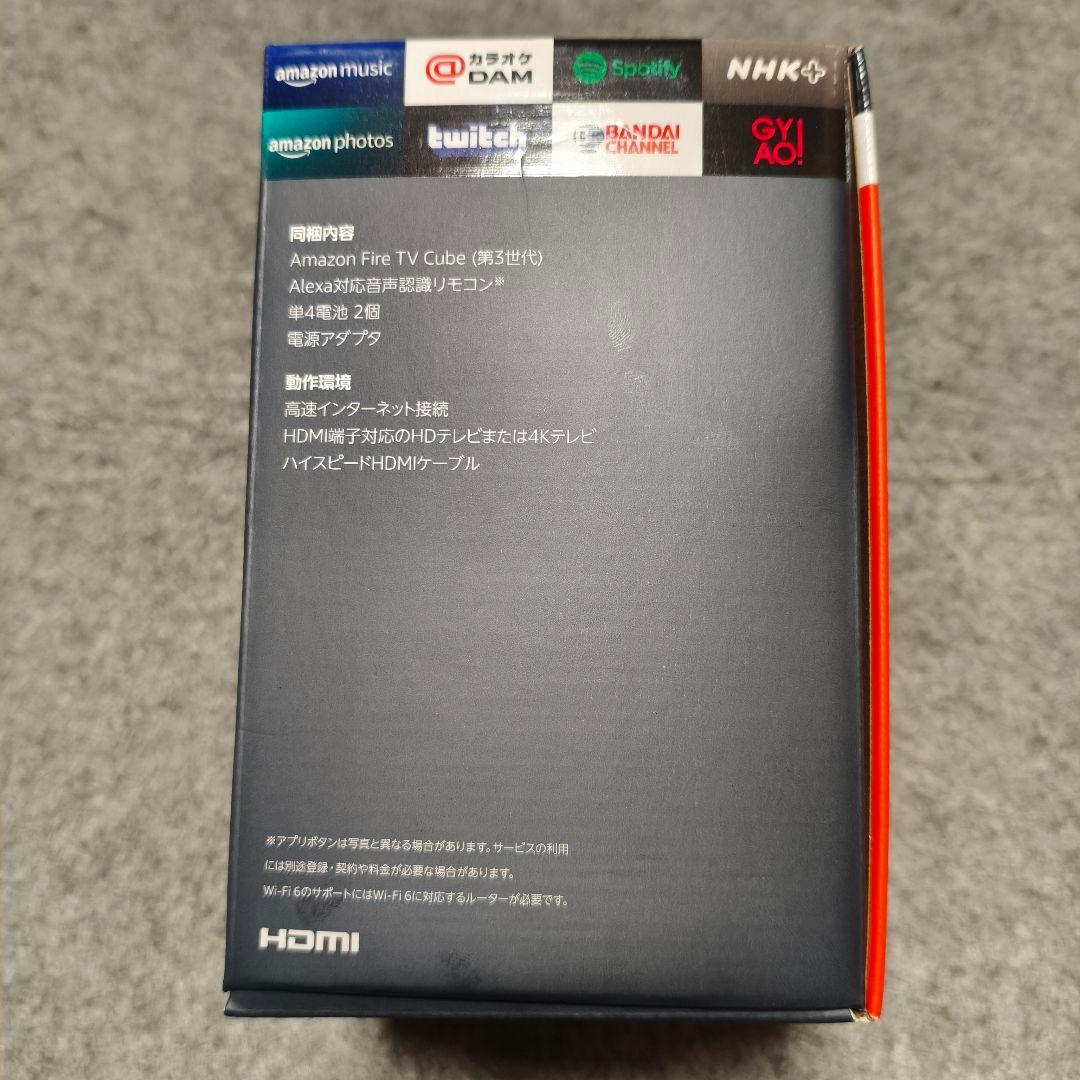 amazon music
@ カラオケ DAM
Spotify
NHK+
amazon photos
twitch
BANDAI CHANNEL
GYAO!
同梱内容
Amazon Fire TV Cube (第3世代)
Alexa対応音声認識リモコン※
単4電池 2個
電源アダプタ
動作環境
高速インターネット接続
HDMI端子対応のHDテレビまたは4Kテレビ
ハイスピードHDMIケーブル
※アプリボタンは写真と異なる場合があります。サービスの利用
には別途登録・契約や料金が必要な場合があります。
Wi-Fi 6のサポートにはWi-Fi 6に対応するルーターが必要です。
HDMI